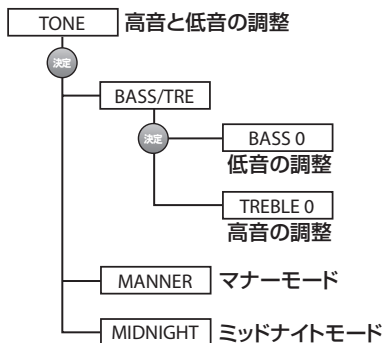 TONE 高音と低音の調整
決定
BASS/TRE
決定
BASS 0
低音の調整
TREBLE 0
高音の調整
MANNER マナーモード
MIDNIGHT ミッドナイトモード